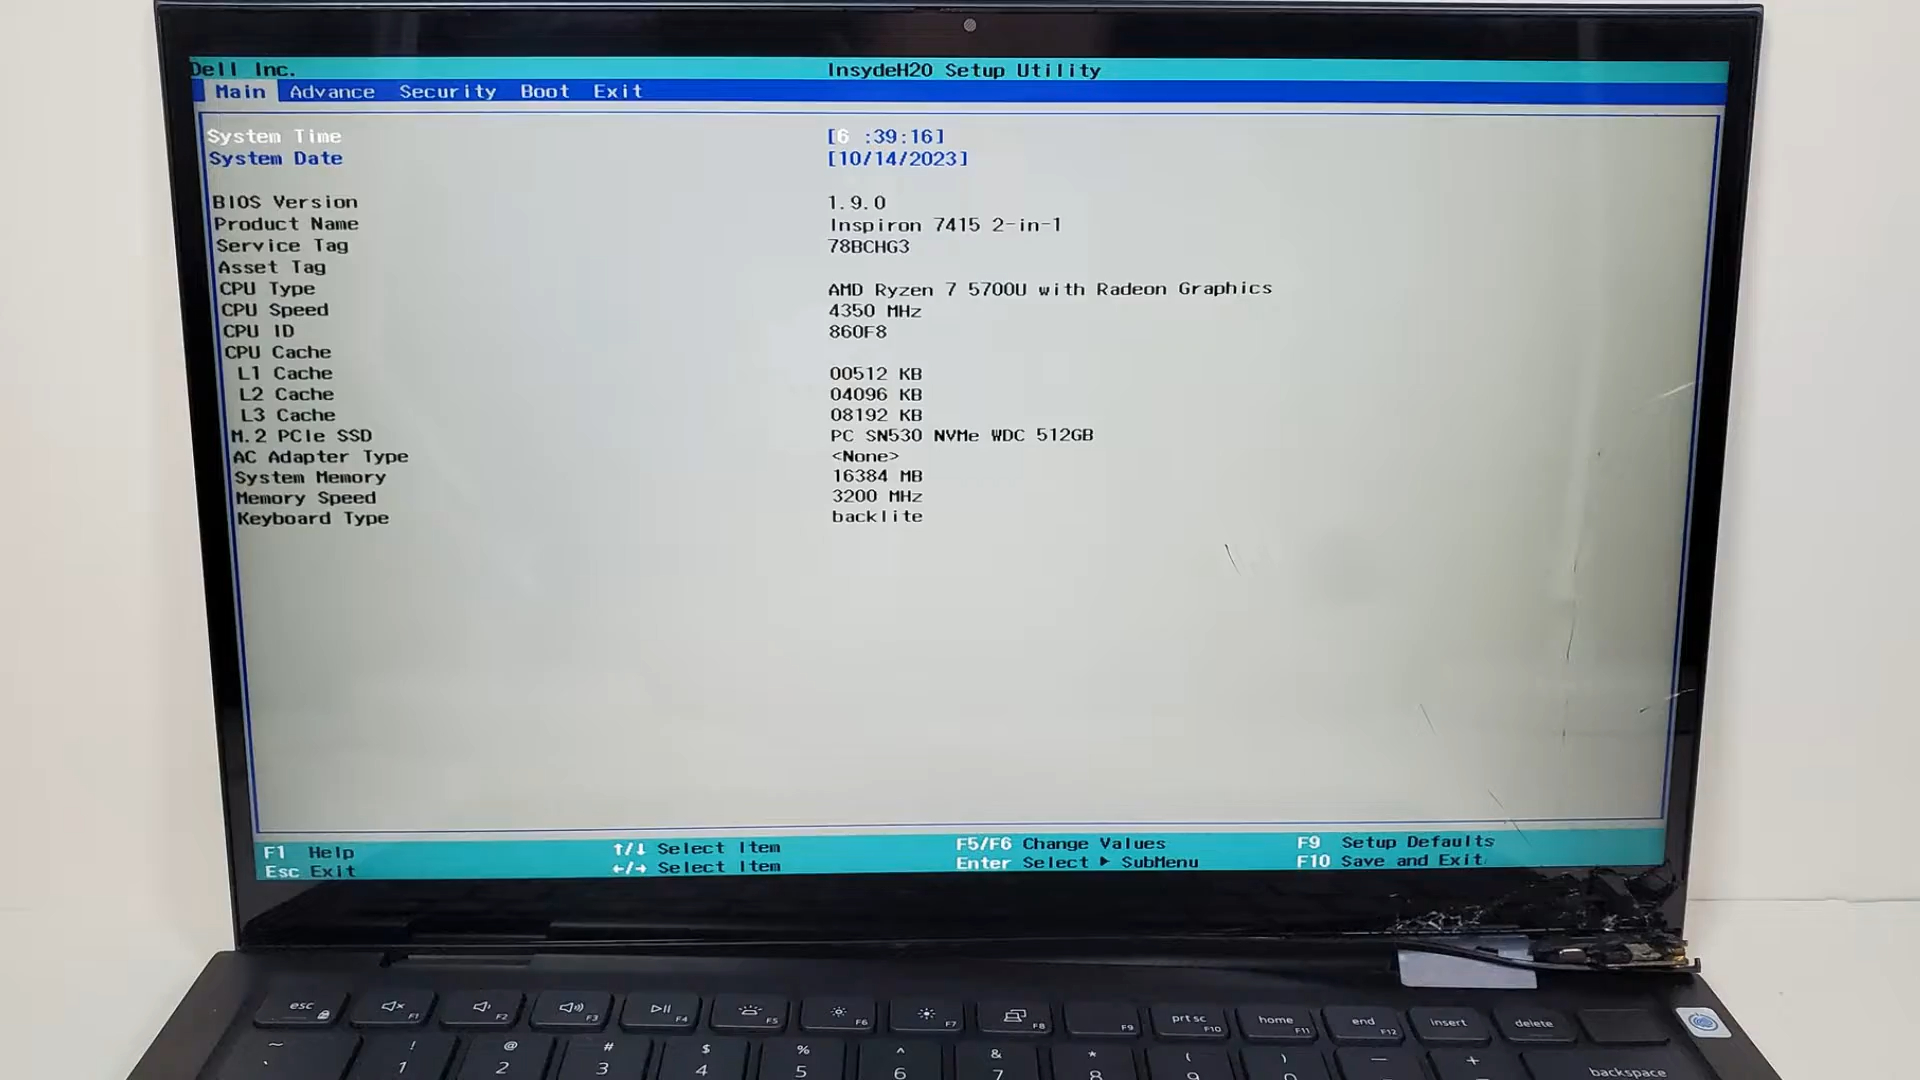 Dell Inc. InsydeH20 Setup Utility
Main Advance Security Boot Exit
System Time [6 :39:16]
System Date [10/14/2023]
BIOS Version 1.9.0
Product Name Inspiron 7415 2-in-1
Service Tag 78BCHG3
Asset Tag
CPU Type AMD Ryzen 7 5700U with Radeon Graphics
CPU Speed 4350 MHz
CPU ID 860F8
CPU Cache
L1 Cache 00512 KB
L2 Cache 04096 KB
L3 Cache 08192 KB
M.2 PCIe SSD PC SN530 NVMe WDC 512GB
AC Adapter Type <None>
System Memory 16384 MB
Memory Speed 3200 MHz
Keyboard Type backlite
F1 Help ↑/↓ Select Item F5/F6 Change Values F9 Setup Defaults
Esc Exit ←/→ Select Item Enter Select ▶ SubMenu F10 Save and Exit
esc F1 F2 F3 F4 F5 F6 F7 F8 F9 prt sc F10 home F11 end F12 insert delete
~ ! @ # $ % ^ & * ( ) — +
` 1 2 3 4 5 6 7 8 9 0 backspace